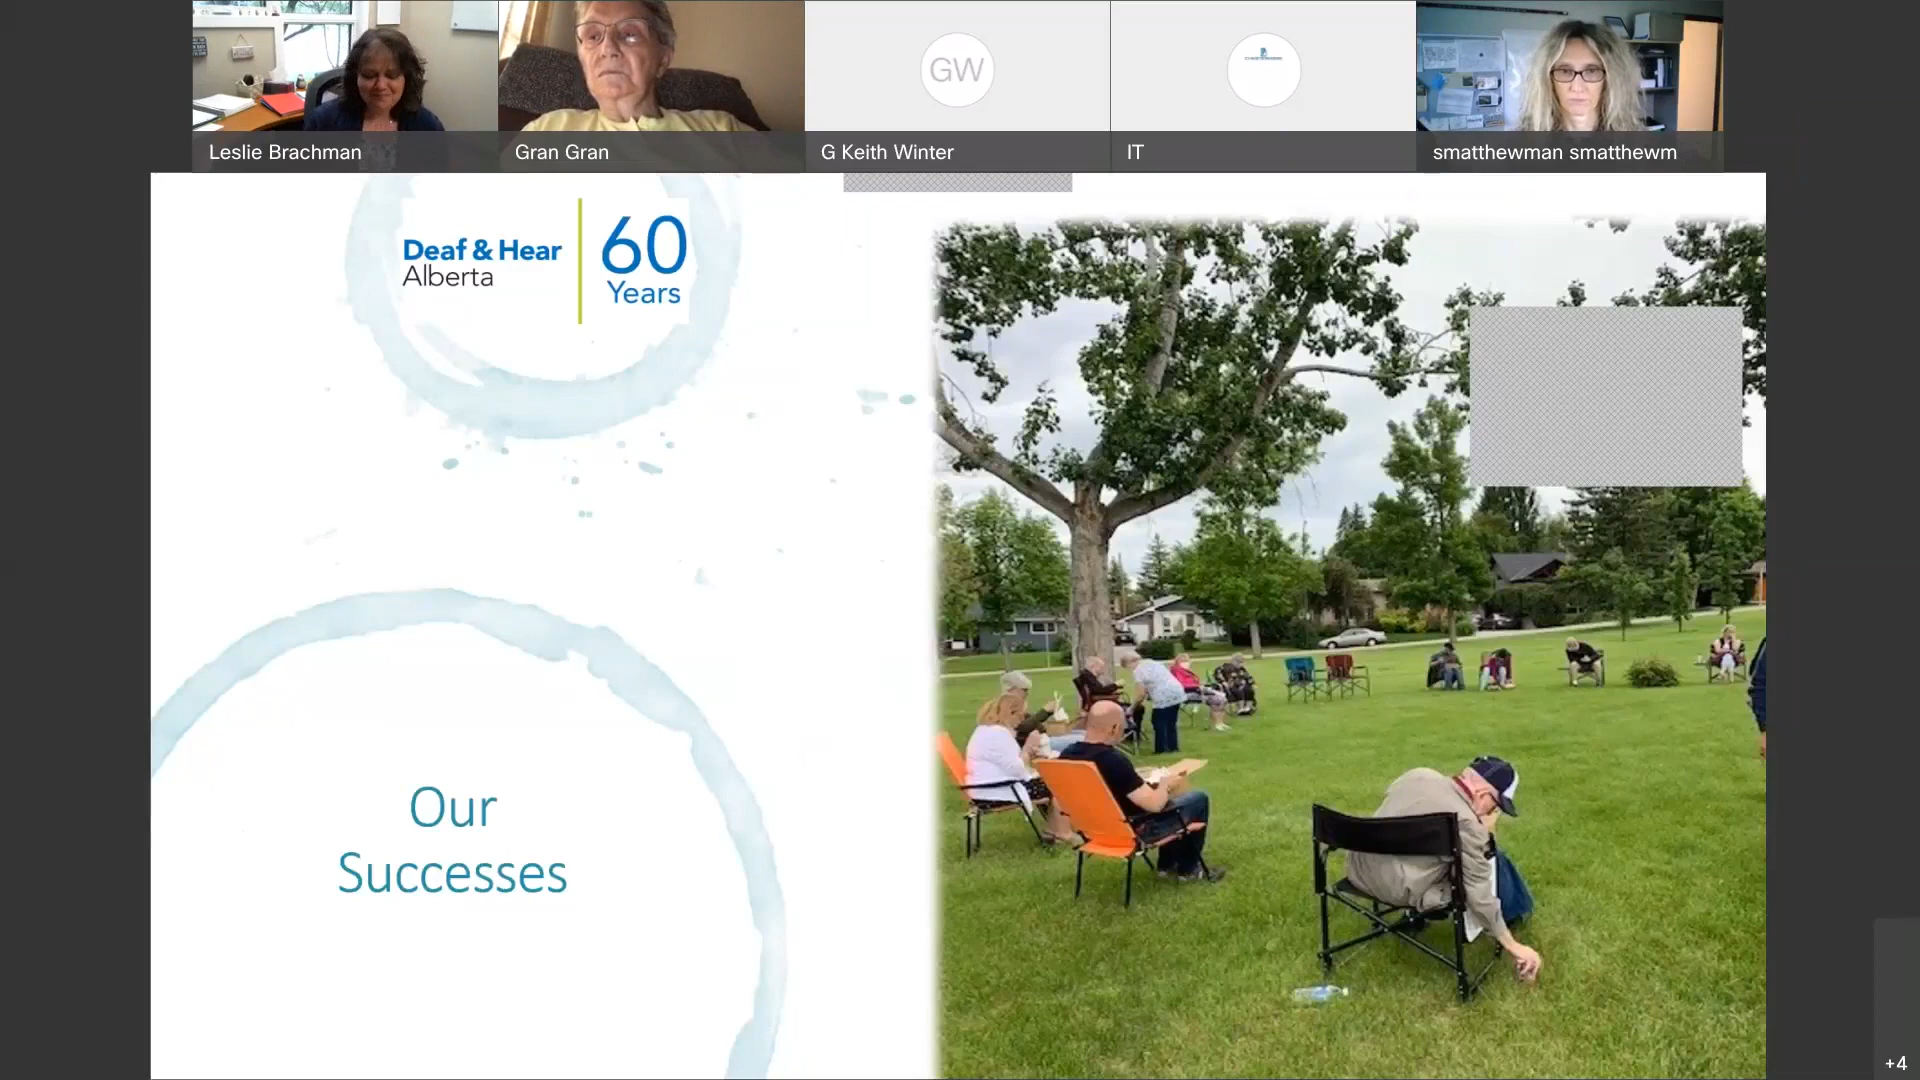 Leslie Brachman
Gran Gran
GW
G Keith Winter
IT
smatthewman smatthewm
Deaf & Hear
Alberta
60
Years
Our
Successes
+4